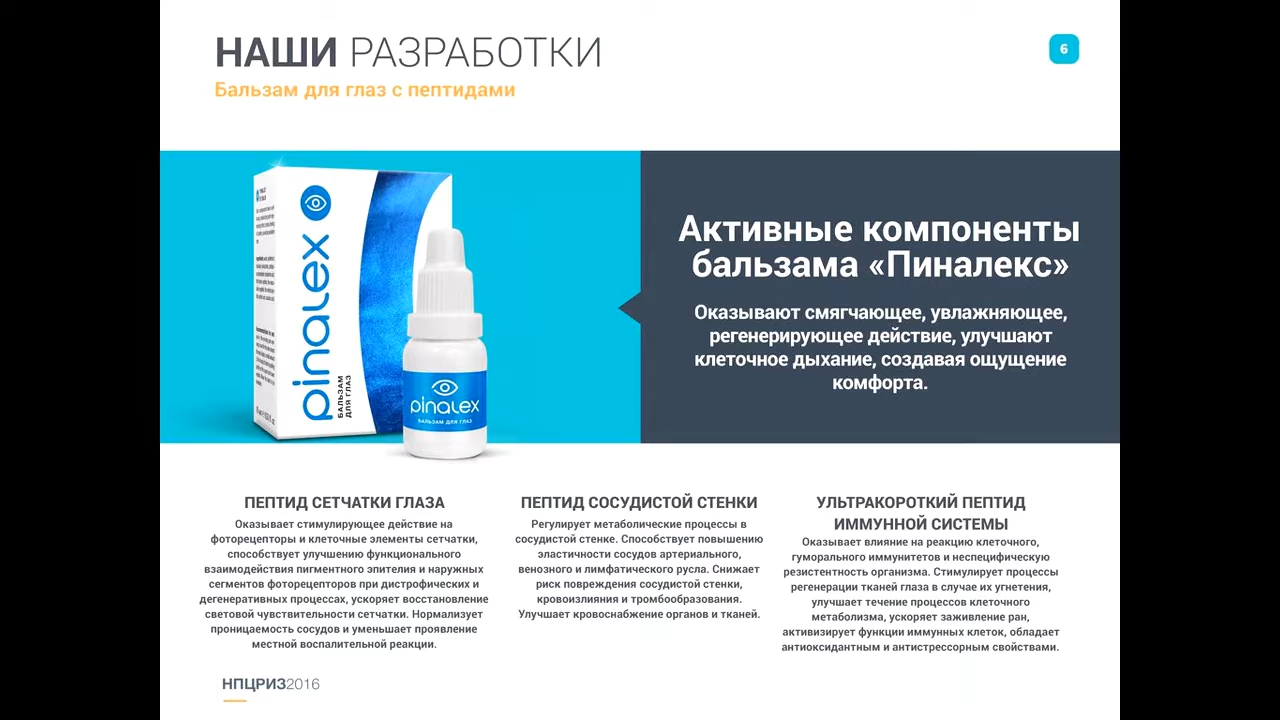 НАШИ РАЗРАБОТКИ
6
Бальзам для глаз с пептидами
pinalex
БАЛЬЗАМ
ДЛЯ ГЛАЗ
pinalex
БАЛЬЗАМ ДЛЯ ГЛАЗ
Активные компоненты
бальзама «Пиналекс»
Оказывают смягчающее, увлажняющее,
регенерирующее действие, улучшают
клеточное дыхание, создавая ощущение
комфорта.
ПЕПТИД СЕТЧАТКИ ГЛАЗА
Оказывает стимулирующее действие на
фоторецепторы и клеточные элементы сетчатки,
способствует улучшению функционального
взаимодействия пигментного эпителия и наружных
сегментов фоторецепторов при дистрофических и
дегенеративных процессах, ускоряет восстановление
световой чувствительности сетчатки. Нормализует
проницаемость сосудов и уменьшает проявление
местной воспалительной реакции.
ПЕПТИД СОСУДИСТОЙ СТЕНКИ
Регулирует метаболические процессы в
сосудистой стенке. Способствует повышению
эластичности сосудов артериального,
венозного и лимфатического русла. Снижает
риск повреждения сосудистой стенки,
кровоизлияния и тромбообразования.
Улучшает кровоснабжение органов и тканей.
УЛЬТРАКОРОТКИЙ ПЕПТИД
ИММУННОЙ СИСТЕМЫ
Оказывает влияние на реакцию клеточного,
гуморального иммунитетов и неспецифическую
резистентность организма. Стимулирует процессы
регенерации тканей глаза в случае их угнетения,
улучшает течение процессов клеточного
метаболизма, ускоряет заживление ран,
активизирует функции иммунных клеток, обладает
антиоксидантным и антистрессорным свойствами.
НПЦРИЗ2016